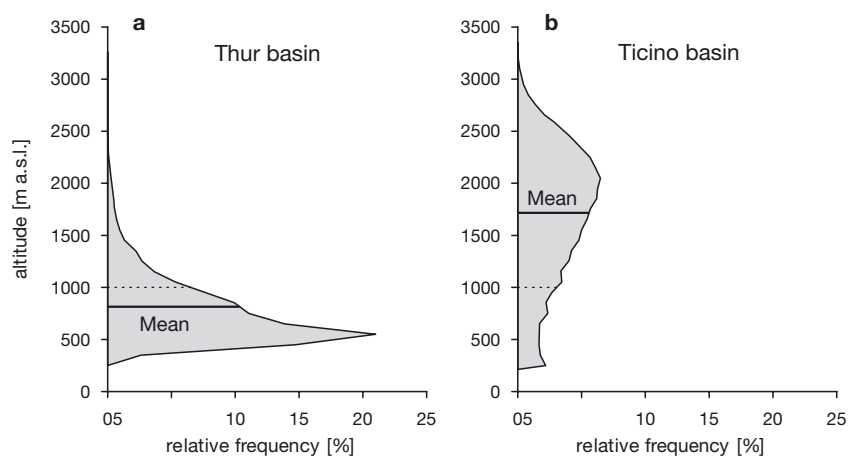 a
Thur basin
3500
3000
2500
2000
1500
1000
500
0
altitude [m a.s.l.]
Mean
05 10 15 20 25
relative frequency [%]
b
Ticino basin
3500
3000
2500
2000
1500
1000
500
0
Mean
05 10 15 20 25
relative frequency [%]